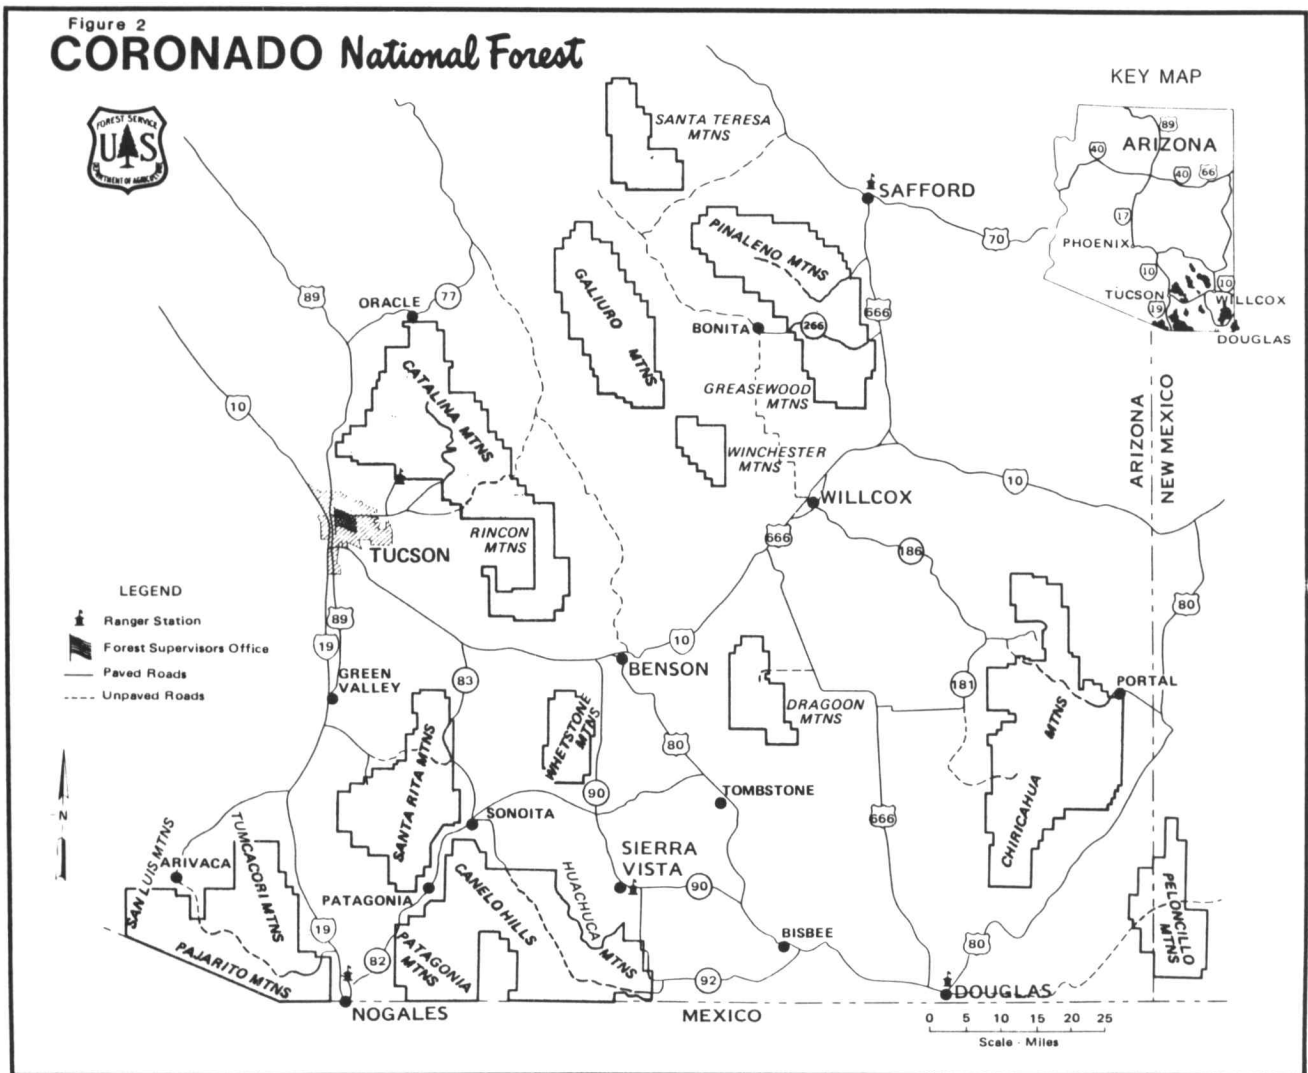 Figure 2
CORONADO National Forest
FOREST SERVICE
U S
DEPARTMENT OF AGRICULTURE
KEY MAP
89
ARIZONA
40
40
66
17
PHOENIX
10
10
TUCSON
19
WILLCOX
DOUGLAS
SANTA TERESA
MTNS
SAFFORD
70
PINALENO MTNS
GALIURO
MTNS
89
ORACLE
77
666
BONITA
266
GREASEWOOD
MTNS
CATALINA MTNS
10
WINCHESTER
MTNS
ARIZONA
NEW MEXICO
10
WILLCOX
RINCON
MTNS
666
186
TUCSON
LEGEND
Ranger Station
Forest Supervisors Office
Paved Roads
Unpaved Roads
89
19
80
10
BENSON
GREEN
VALLEY
83
181
PORTAL
DRAGOON
MTNS
WHETSTONE
MTNS
MTNS
80
SANTA RITA MTNS
90
TOMBSTONE
SONOITA
666
CHIRICAHUA
N
SAN LUIS MTNS
ARIVACA
TUMCACORI MTNS
SIERRA
VISTA
HUACHUCA
MTNS
PATAGONIA
CANELO HILLS
90
PELONCILLO
MTNS
19
BISBEE
80
PAJARITO MTNS
82
PATAGONIA
MTNS
92
DOUGLAS
NOGALES
MEXICO
0 5 10 15 20 25
Scale - Miles